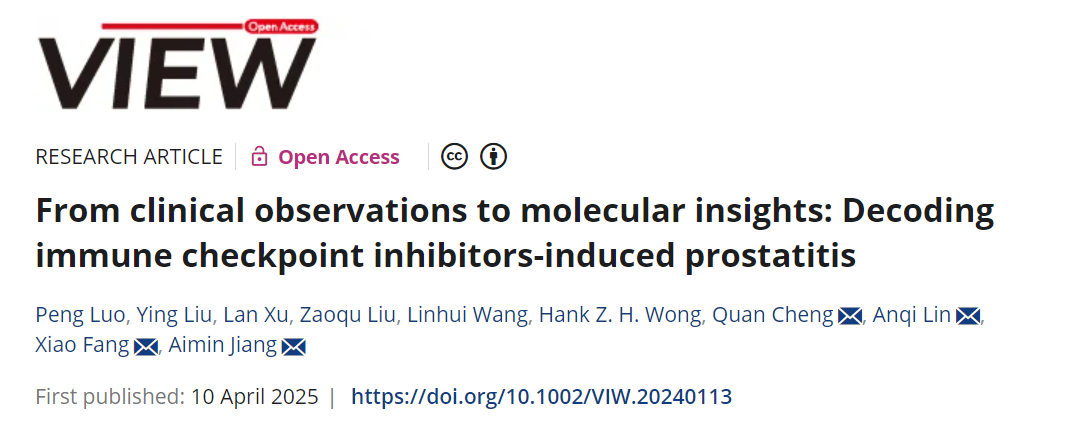 Open Access
VIEW
RESEARCH ARTICLE Open Access cc
From clinical observations to molecular insights: Decoding
immune checkpoint inhibitors-induced prostatitis
Peng Luo, Ying Liu, Lan Xu, Zaoqu Liu, Linhui Wang, Hank Z. H. Wong, Quan Cheng, Anqi Lin,
Xiao Fang, Aimin Jiang
First published: 10 April 2025 | https://doi.org/10.1002/VIW.20240113